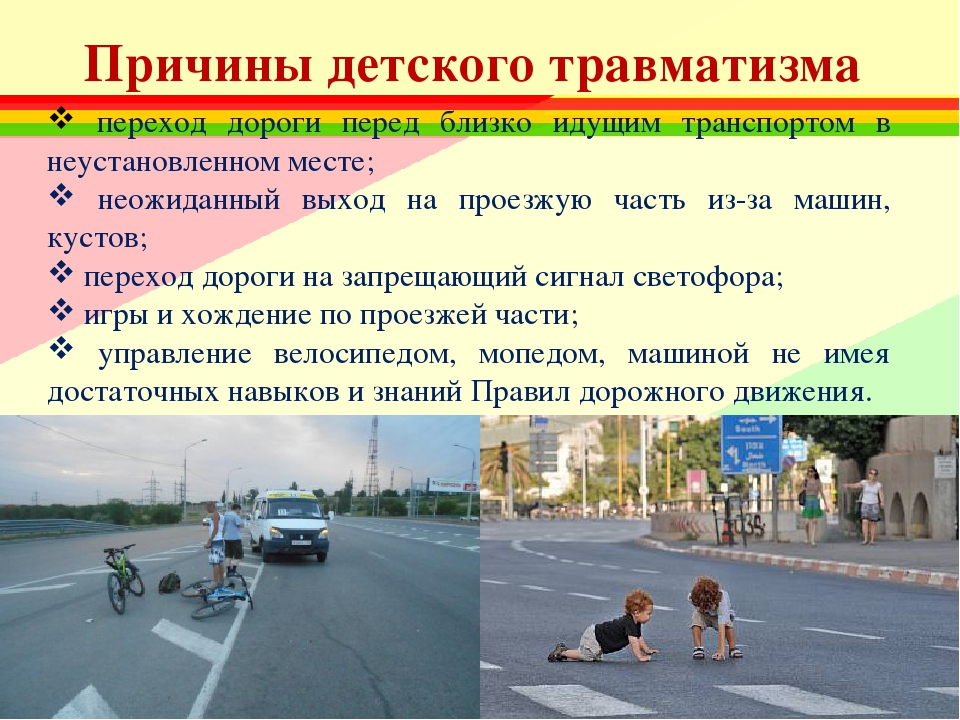 Причины детского травматизма
❖ переход дороги перед близко идущим транспортом в
неустановленном месте;
❖ неожиданный выход на проезжую часть из-за машин,
кустов;
❖ переход дороги на запрещающий сигнал светофора;
❖ игры и хождение по проезжей части;
❖ управление велосипедом, мопедом, машиной не имея
достаточных навыков и знаний Правил дорожного движения.
South
North